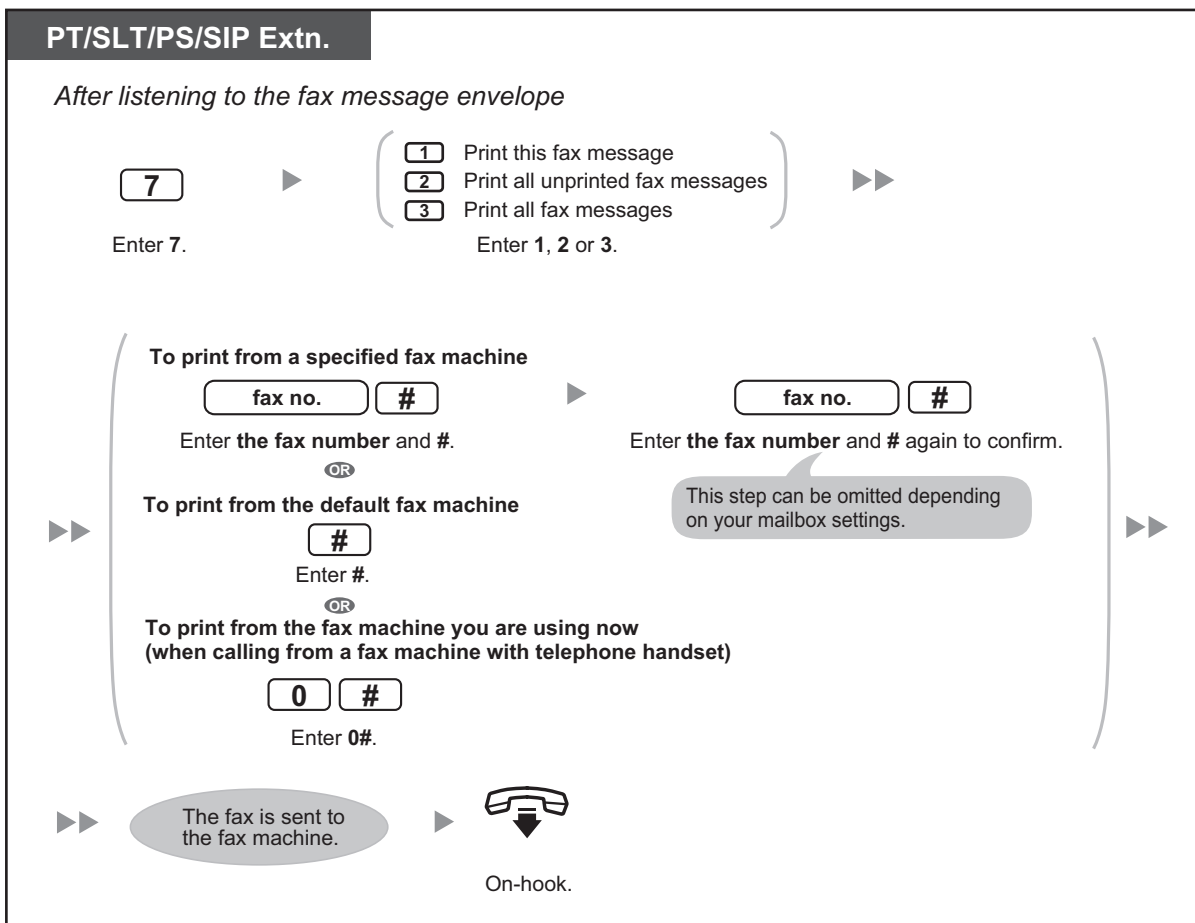 PT/SLT/PS/SIP Extn.
After listening to the fax message envelope
7
Enter 7.
1 Print this fax message
2 Print all unprinted fax messages
3 Print all fax messages
Enter 1, 2 or 3.
To print from a specified fax machine
fax no. #
Enter the fax number and #.
fax no. #
Enter the fax number and # again to confirm.
This step can be omitted depending
on your mailbox settings.
OR
To print from the default fax machine
#
Enter #.
OR
To print from the fax machine you are using now
(when calling from a fax machine with telephone handset)
0 #
Enter 0#.
The fax is sent to
the fax machine.
On-hook.